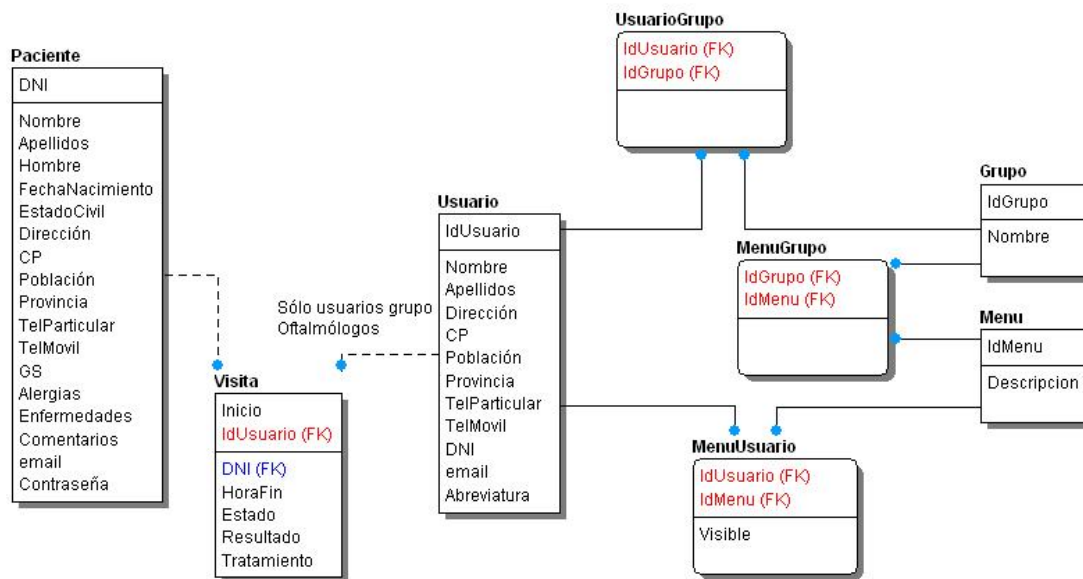 Paciente
DNI
Nombre
Apellidos
Hombre
FechaNacimiento
EstadoCivil
Dirección
CP
Población
Provincia
TelParticular
TelMovil
GS
Alergias
Enfermedades
Comentarios
email
Contraseña
Visita
Inicio
IdUsuario (FK)
DNI (FK)
HoraFin
Estado
Resultado
Tratamiento
Sólo usuarios grupo
Oftalmólogos
Usuario
IdUsuario
Nombre
Apellidos
Dirección
CP
Población
Provincia
TelParticular
TelMovil
DNI
email
Abreviatura
UsuarioGrupo
IdUsuario (FK)
IdGrupo (FK)
Grupo
IdGrupo
Nombre
MenuGrupo
IdGrupo (FK)
IdMenu (FK)
Menu
IdMenu
Descripcion
MenuUsuario
IdUsuario (FK)
IdMenu (FK)
Visible